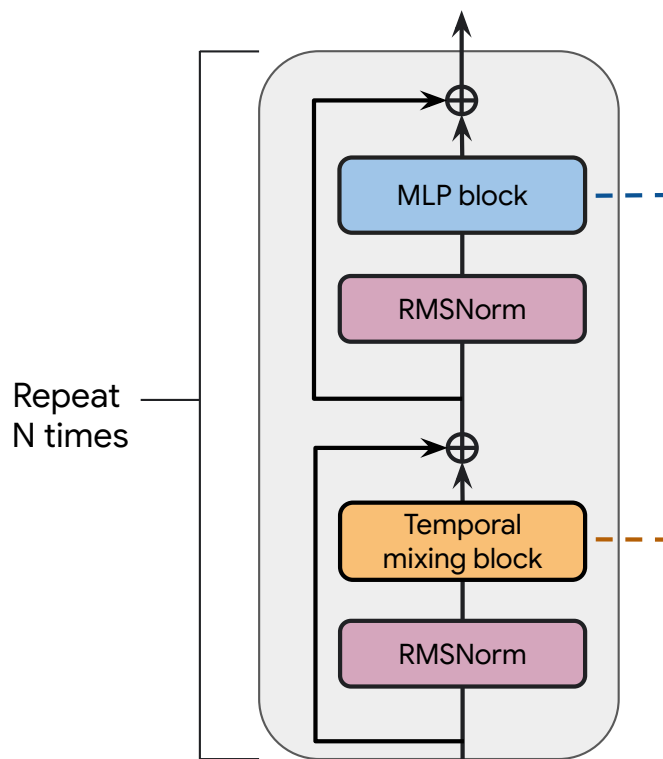 MLP block
RMSNorm
Repeat
N times
Temporal
mixing block
RMSNorm